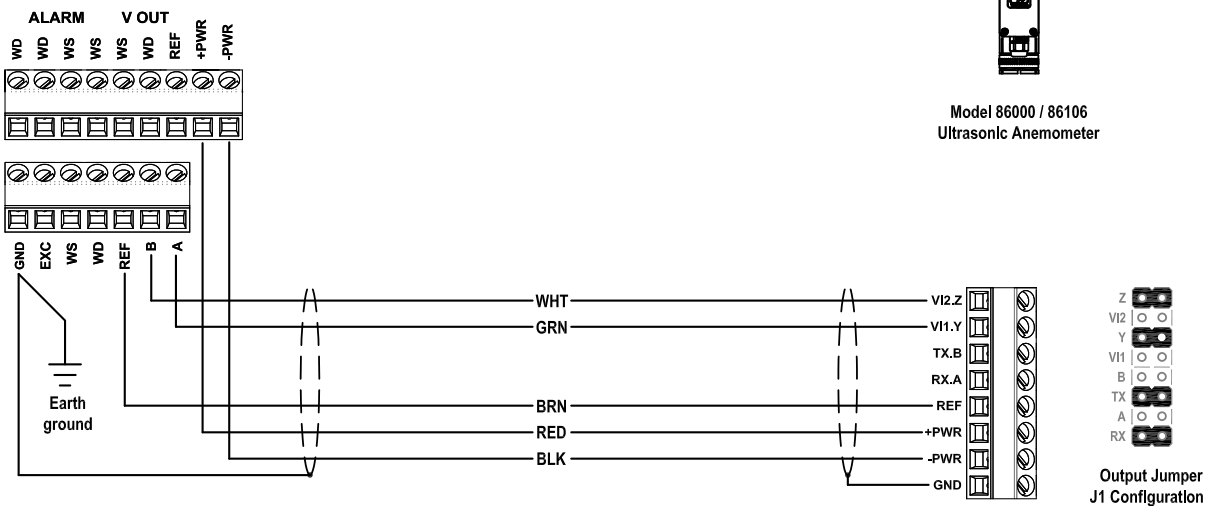 ALARM V OUT
WD WD WS WS WS WD REF +PWR -PWR
Model 86000 / 86106
Ultrasonic Anemometer
GND EXC WS WD REF B A
WHT VI2.Z
GRN VI1.Y
TX.B
RX.A
BRN REF
RED +PWR
BLK -PWR
GND
Earth
ground
Z
VI2
Y
VI1
B
TX
A
RX
Output Jumper
J1 Configuration